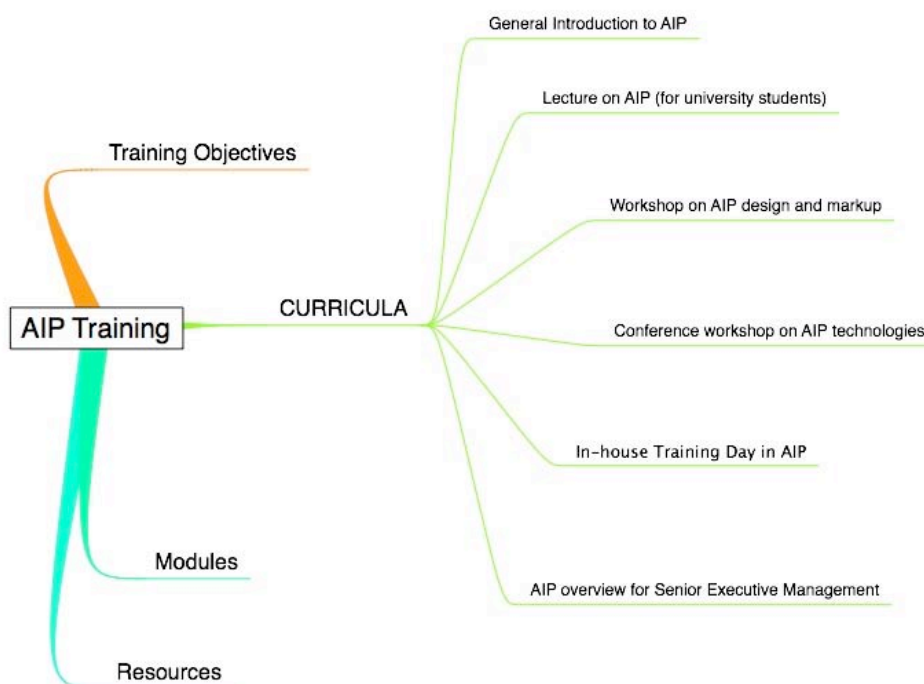 AIP Training
Training Objectives
CURRICULA
General Introduction to AIP
Lecture on AIP (for university students)
Workshop on AIP design and markup
Conference workshop on AIP technologies
In-house Training Day in AIP
AIP overview for Senior Executive Management
Modules
Resources